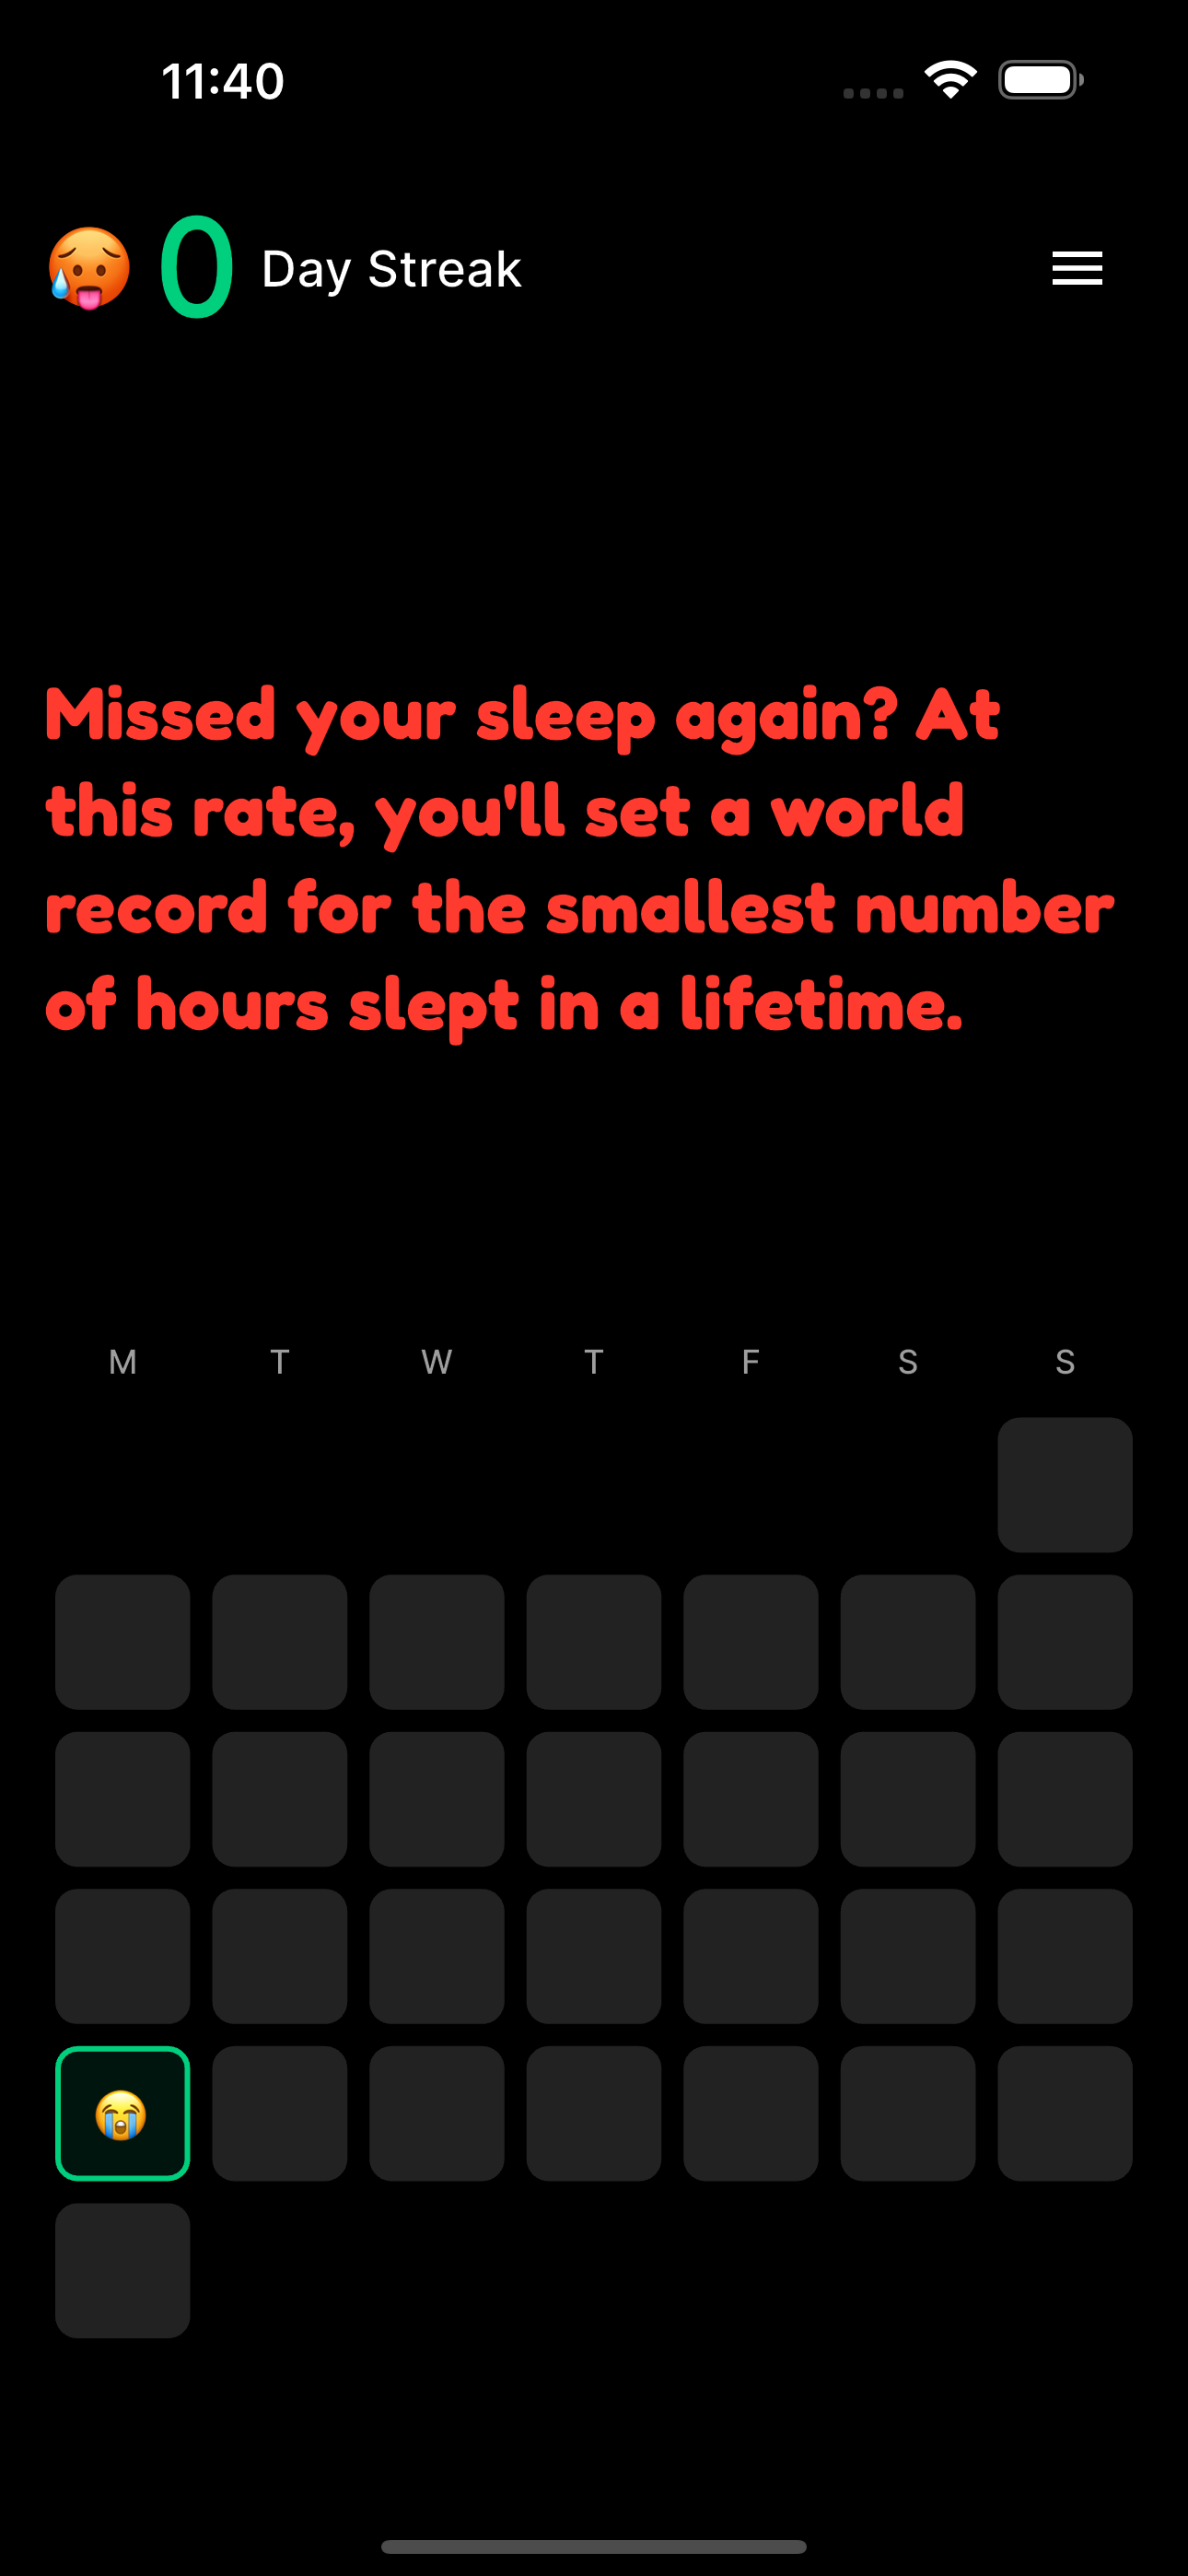 11:40
0 Day Streak
Missed your sleep again? At
this rate, you'll set a world
record for the smallest number
of hours slept in a lifetime.
M T W T F S S